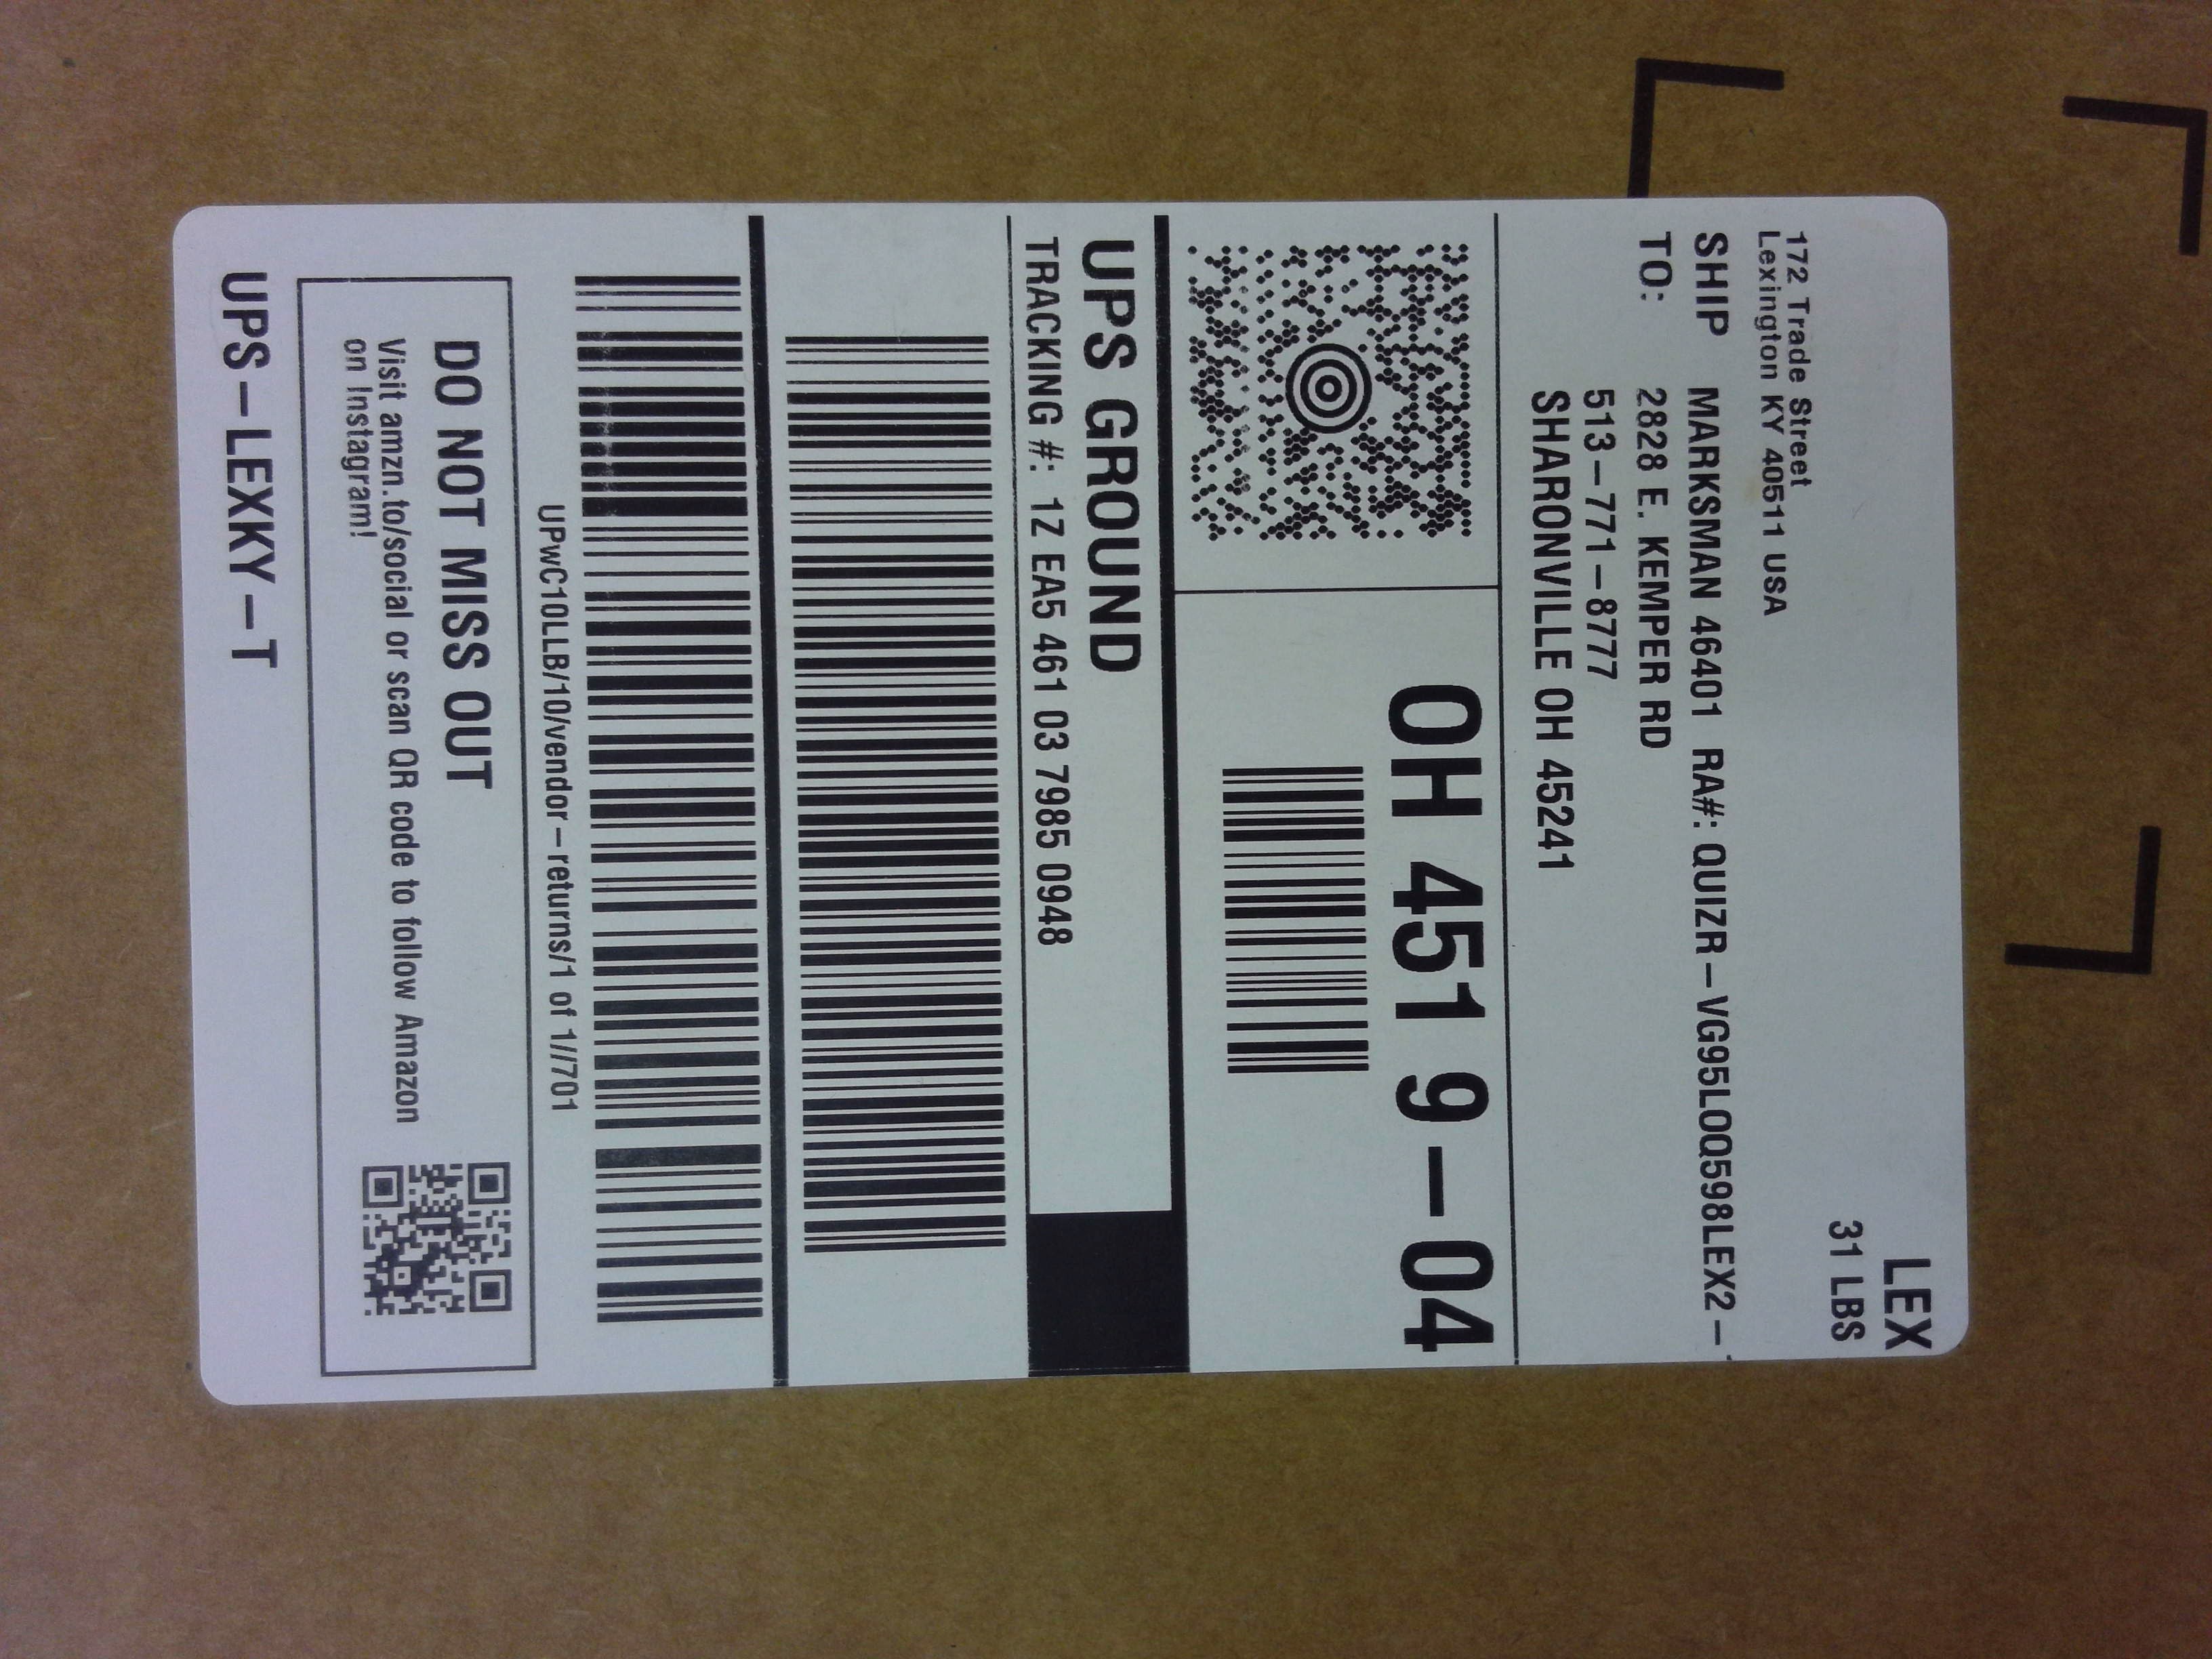 LEX
31 LBS
172 Trade Street
Lexington KY 40511 USA
SHIP MARKSMAN 46401 RA#: QUIZR-VG95LOQ598LEX2-
TO: 2828 E. KEMPER RD
513-771-8777
SHARONVILLE OH 45241
OH 451 9-04
UPS GROUND
TRACKING #: 1Z EA5 461 03 7985 0948
UPwC10LLB/10/vendor-returns/1 of 1//701
DO NOT MISS OUT
Visit amzn.to/social or scan QR code to follow Amazon
on Instagram!
UPS-LEXKY-T